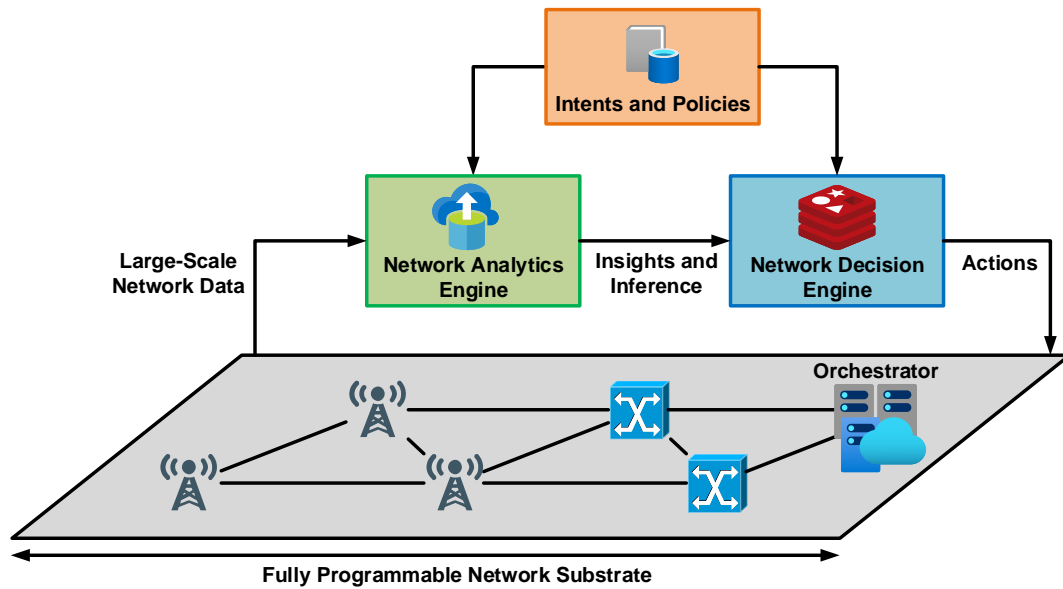 Intents and Policies
Large-Scale
Network Data
Network Analytics
Engine
Insights and
Inference
Network Decision
Engine
Actions
Orchestrator
Fully Programmable Network Substrate